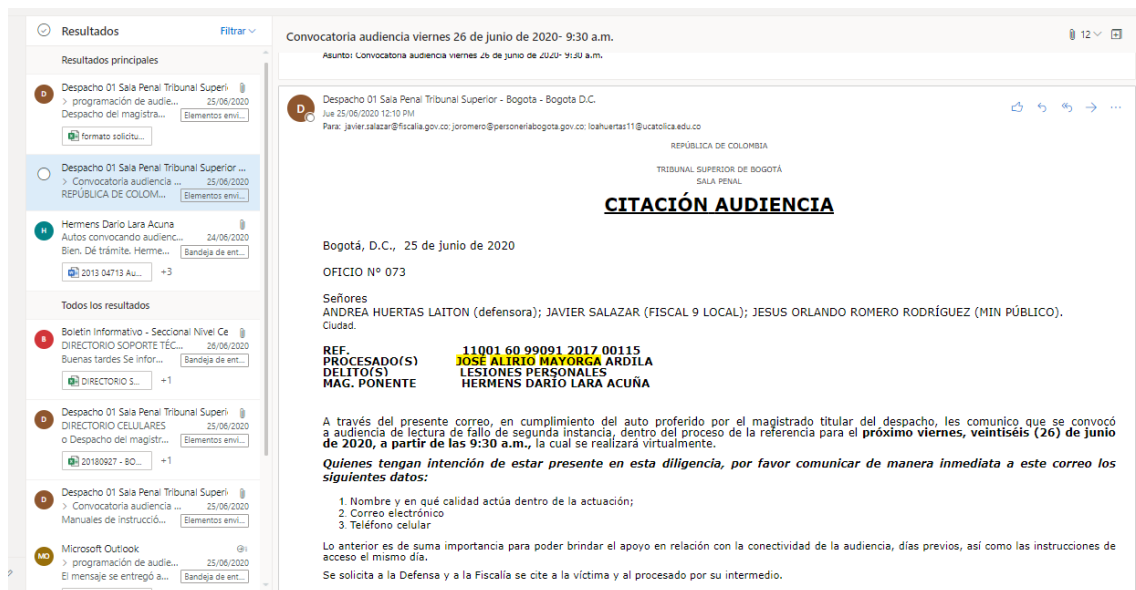 Resultados
Filtrar
Resultados principales
D
Despacho 01 Sala Penal Tribunal Superi
> programación de audie... 25/06/2020
Despacho del magistra... Elementos envi...
formato solicitu...
Despacho 01 Sala Penal Tribunal Superior ...
> Convocatoria audiencia ... 25/06/2020
REPÚBLICA DE COLOM... Elementos envi...
H
Hermens Dario Lara Acuna
Autos convocando audienc... 24/06/2020
Bien. Dé trámite. Herme... Bandeja de ent...
2013 04713 Au... +3
Todos los resultados
B
Boletin Informativo - Seccional Nivel Ce
DIRECTORIO SOPORTE TÉC... 26/06/2020
Buenas tardes Se infor... Bandeja de ent...
DIRECTORIO S... +1
D
Despacho 01 Sala Penal Tribunal Superi
DIRECTORIO CELULARES 25/06/2020
o Despacho del magistr... Elementos envi...
20180927 - BO... +1
D
Despacho 01 Sala Penal Tribunal Superi
> Convocatoria audiencia ... 25/06/2020
Manuales de instrucció... Elementos envi...
MO
Microsoft Outlook
> programación de audie... 25/06/2020
El mensaje se entregó a... Bandeja de ent...
Convocatoria audiencia viernes 26 de junio de 2020- 9:30 a.m.
12
Asunto: Convocatoria audiencia viernes 26 de junio de 2020- 9:30 a.m.
D
Despacho 01 Sala Penal Tribunal Superior - Bogota - Bogota D.C.
Jue 25/06/2020 12:10 PM
Para: javier.salazar@fiscalia.gov.co; joromero@personeriabogota.gov.co; loahuertas11@ucatolica.edu.co
REPÚBLICA DE COLOMBIA
TRIBUNAL SUPERIOR DE BOGOTÁ
SALA PENAL
CITACIÓN AUDIENCIA
Bogotá, D.C., 25 de junio de 2020
OFICIO Nº 073
Señores
ANDREA HUERTAS LAITON (defensora); JAVIER SALAZAR (FISCAL 9 LOCAL); JESUS ORLANDO ROMERO RODRÍGUEZ (MIN PÚBLICO).
Ciudad.
REF. 11001 60 99091 2017 00115
PROCESADO(S) JOSÉ ALIRIO MAYORGA ARDILA
DELITO(S) LESIONES PERSONALES
MAG. PONENTE HERMENS DARÍO LARA ACUÑA
A través del presente correo, en cumplimiento del auto proferido por el magistrado titular del despacho, les comunico que se convocó
a audiencia de lectura de fallo de segunda instancia, dentro del proceso de la referencia para el próximo viernes, veintiséis (26) de junio
de 2020, a partir de las 9:30 a.m., la cual se realizará virtualmente.
Quienes tengan intención de estar presente en esta diligencia, por favor comunicar de manera inmediata a este correo los
siguientes datos:
1. Nombre y en qué calidad actúa dentro de la actuación;
2. Correo electrónico
3. Teléfono celular
Lo anterior es de suma importancia para poder brindar el apoyo en relación con la conectividad de la audiencia, días previos, así como las instrucciones de
acceso el mismo día.
Se solicita a la Defensa y a la Fiscalía se cite a la víctima y al procesado por su intermedio.